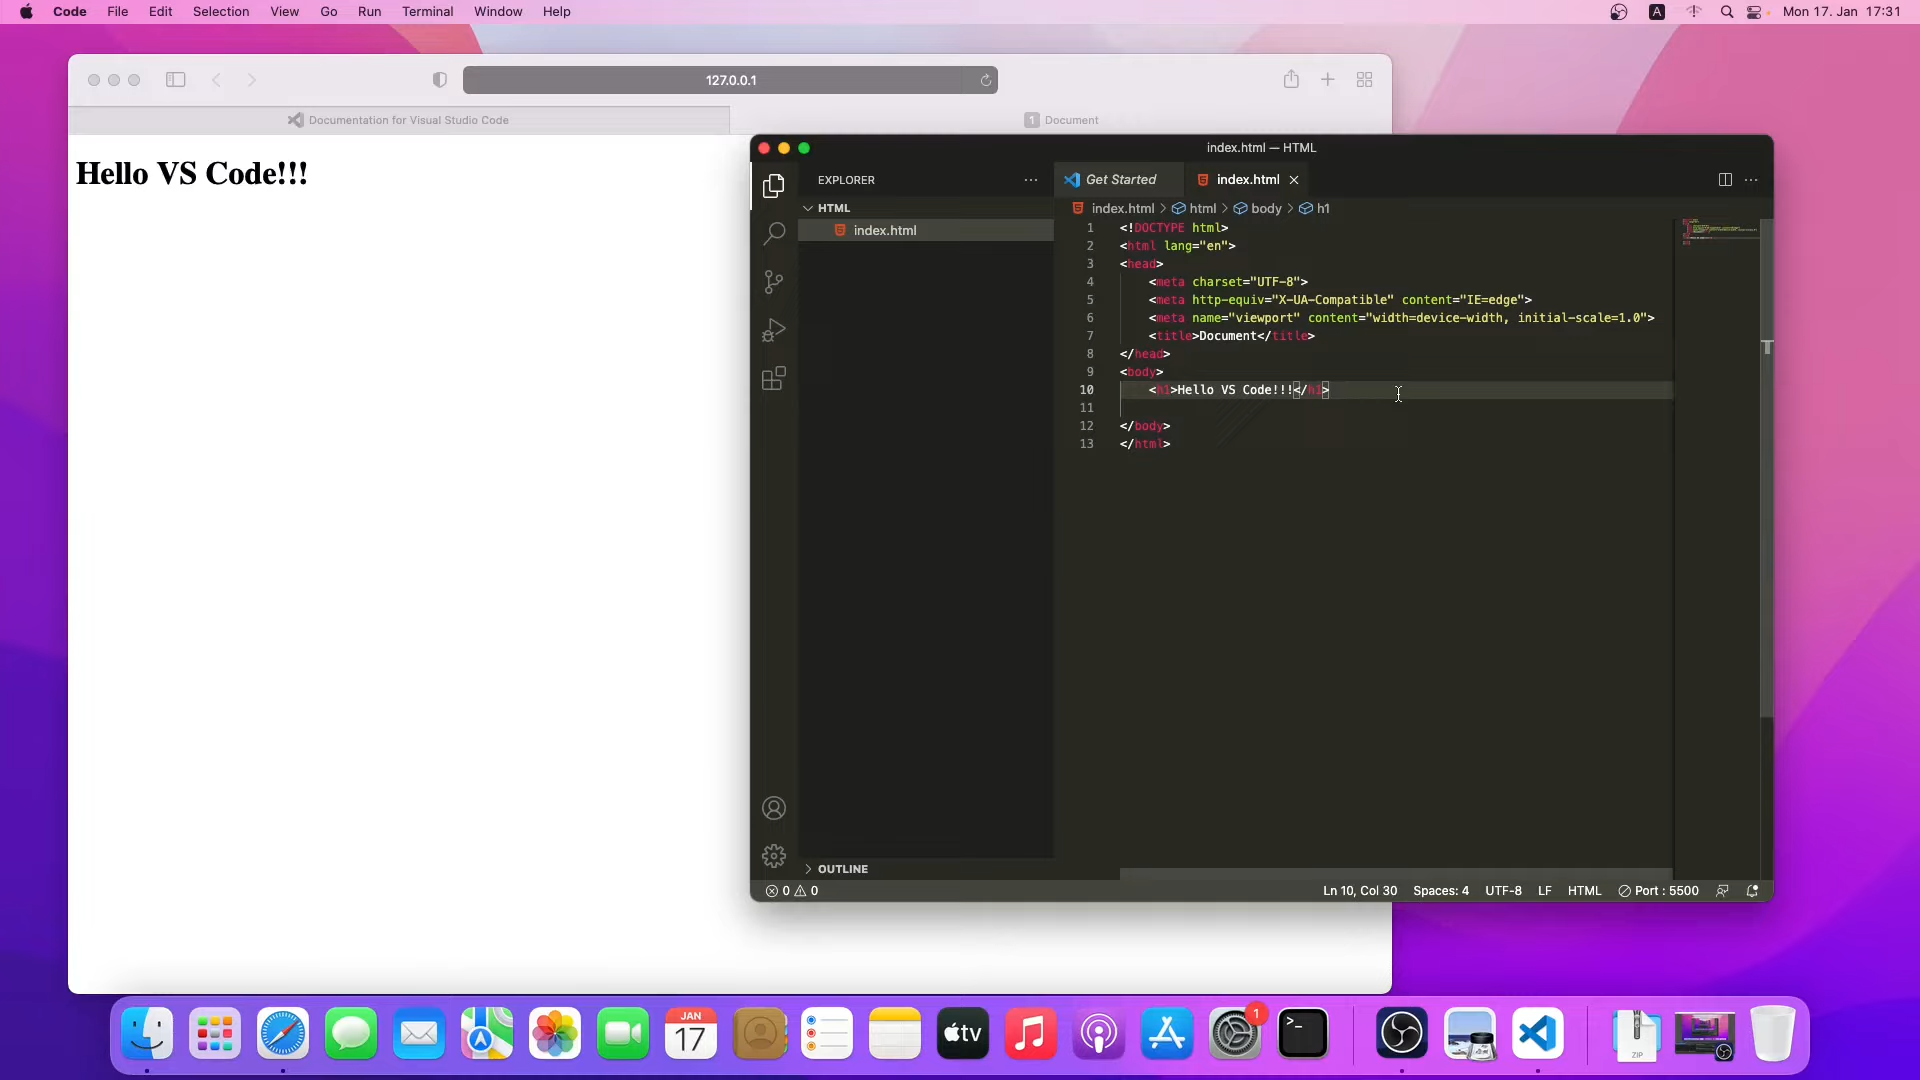 Code File Edit Selection View Go Run Terminal Window Help A Mon 17. Jan 17:31
127.0.0.1
Documentation for Visual Studio Code 1 Document
Hello VS Code!!!
index.html — HTML
EXPLORER
Get Started index.html
HTML
index.html > html > body > h1
index.html
1 <!DOCTYPE html>
2 <html lang="en">
3 <head>
4 <meta charset="UTF-8">
5 <meta http-equiv="X-UA-Compatible" content="IE=edge">
6 <meta name="viewport" content="width=device-width, initial-scale=1.0">
7 <title>Document</title>
8 </head>
9 <body>
10 <h1>Hello VS Code!!!</h1>
11
12 </body>
13 </html>
OUTLINE
0 0 Ln 10, Col 30 Spaces: 4 UTF-8 LF HTML Port : 5500
JAN
17
tv
1
>_
ZIP